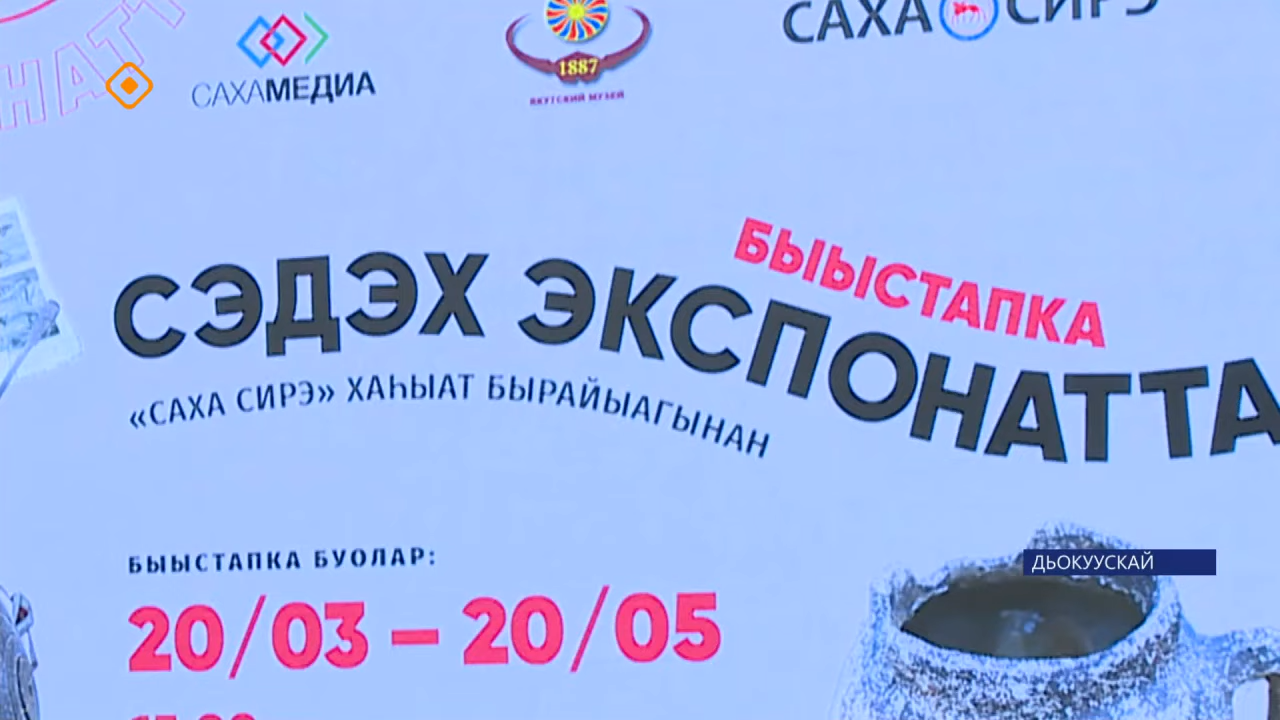 САХАМЕДИА
1887
ЯКУТСКИЙ МУЗЕЙ
САХА СИРЭ
БЫЫСТАПКА
СЭДЭХ ЭКСПОНАТТА
«САХА СИРЭ» ХАҺЫАТ БЫРАЙЫАГЫНАН
БЫЫСТАПКА БУОЛАР:
20/03 – 20/05
ДЬОКУУСКАЙ